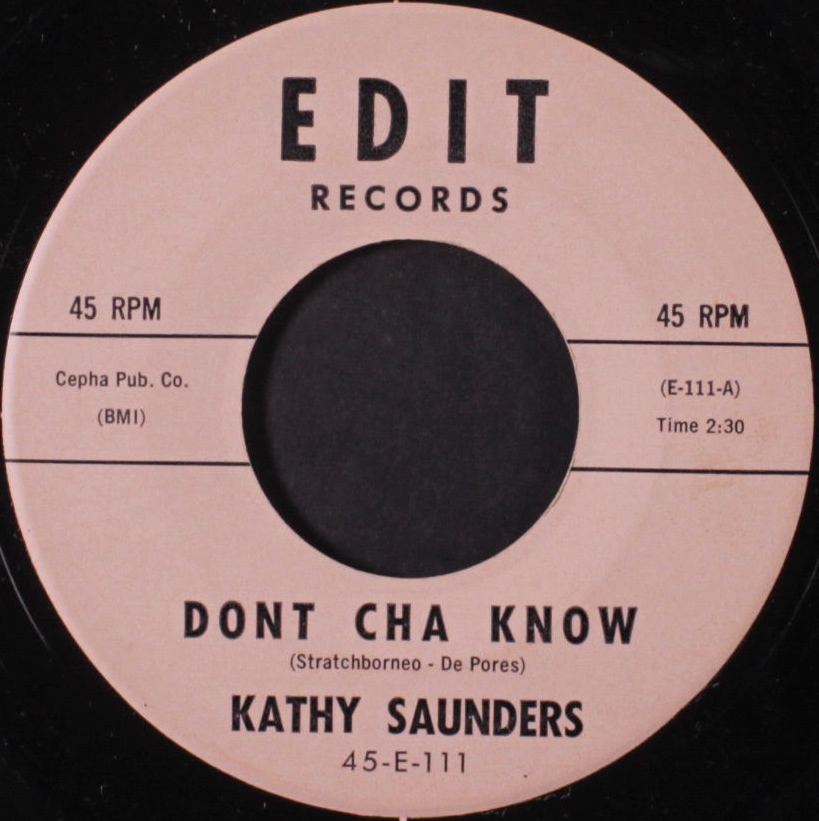 EDIT
RECORDS
45 RPM
45 RPM
Cepha Pub. Co.
(BMI)
(E-111-A)
Time 2:30
DONT CHA KNOW
(Stratchborneo - De Pores)
KATHY SAUNDERS
45-E-111